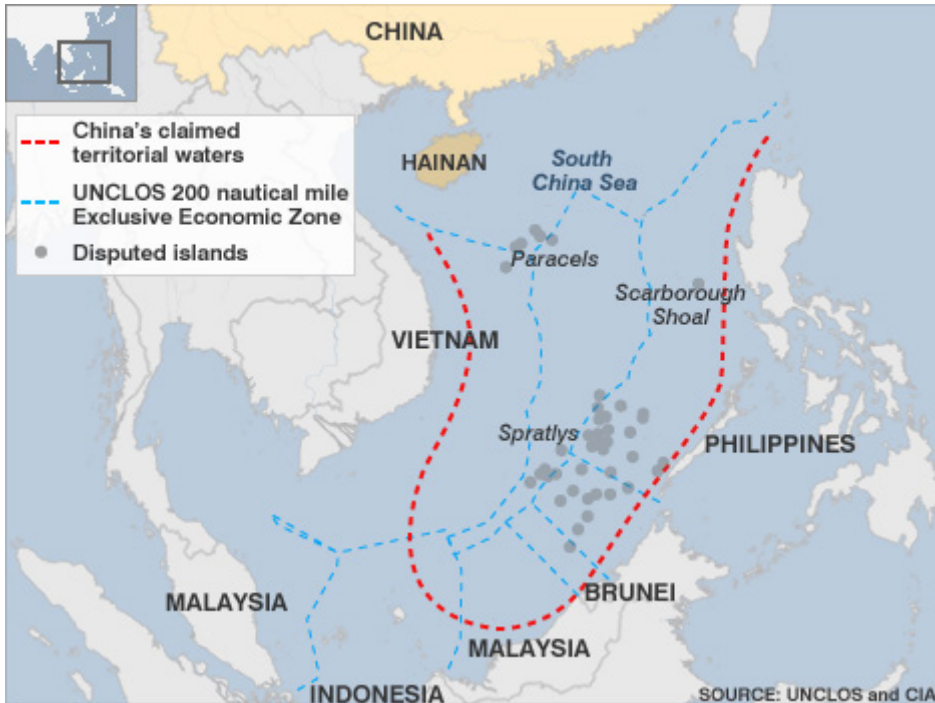 CHINA
China's claimed
territorial waters
UNCLOS 200 nautical mile
Exclusive Economic Zone
Disputed islands
HAINAN
South
China Sea
Paracels
Scarborough
Shoal
VIETNAM
Spratlys
PHILIPPINES
MALAYSIA
BRUNEI
MALAYSIA
INDONESIA
SOURCE: UNCLOS and CIA